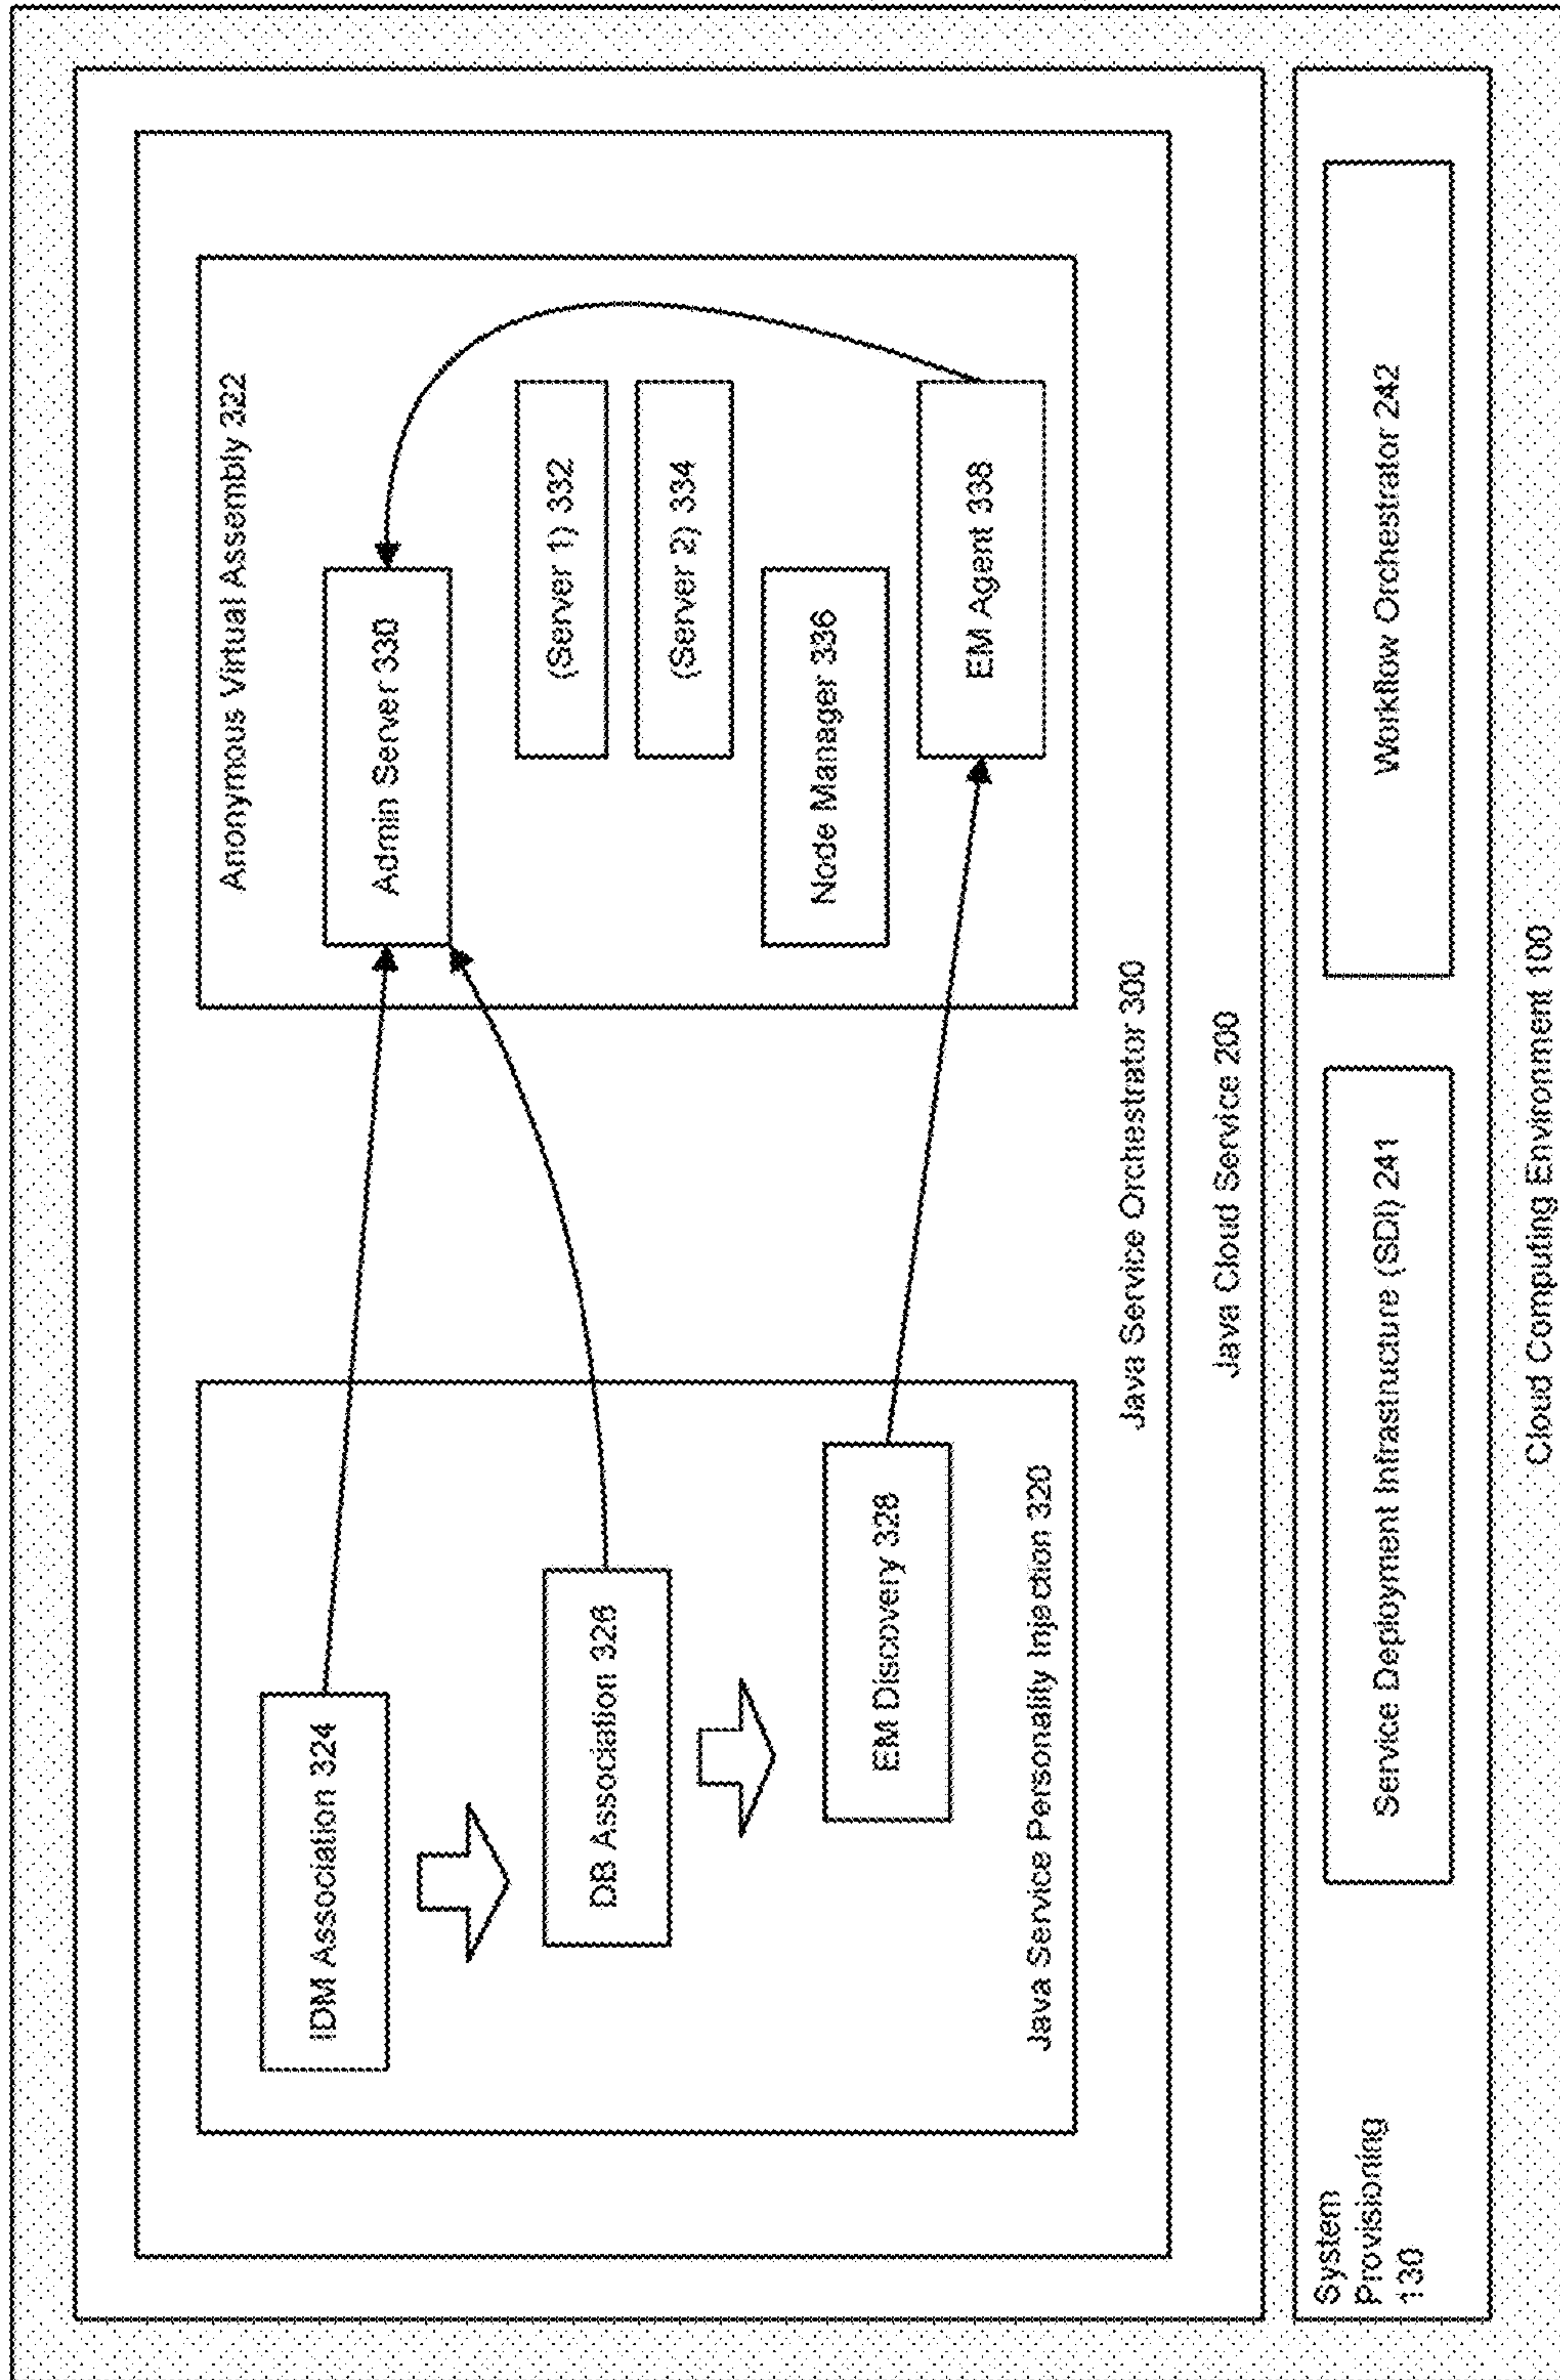 IDM Association 324
DB Association 326
EM Discovery 328
Java Service Personality Injection 320
Anonymous Virtual Assembly 322
Admin Server 330
(Server 1) 332
(Server 2) 334
Node Manager 336
EM Agent 338
Java Service Orchestrator 300
Java Cloud Service 200
System
Provisioning
130
Service Deployment Infrastructure (SDI) 241
Workflow Orchestrator 242
Cloud Computing Environment 100